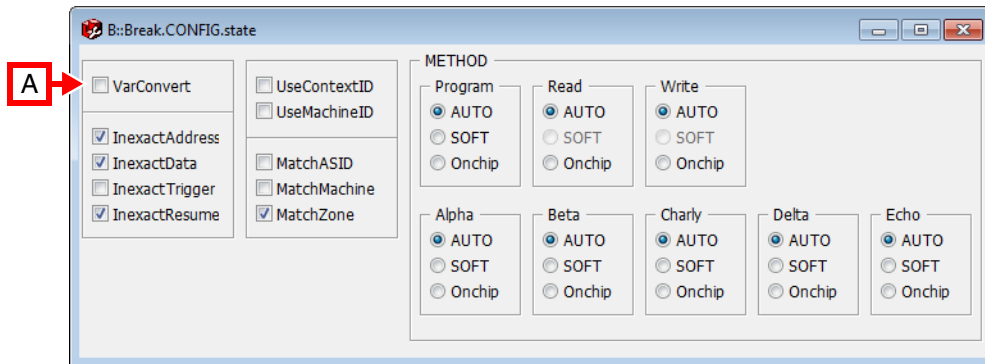 B::Break.CONFIG.state
A
VarConvert
InexactAddress
InexactData
InexactTrigger
InexactResume
UseContextID
UseMachineID
MatchASID
MatchMachine
MatchZone
METHOD
Program
AUTO
SOFT
Onchip
Read
AUTO
SOFT
Onchip
Write
AUTO
SOFT
Onchip
Alpha
AUTO
SOFT
Onchip
Beta
AUTO
SOFT
Onchip
Charly
AUTO
SOFT
Onchip
Delta
AUTO
SOFT
Onchip
Echo
AUTO
SOFT
Onchip